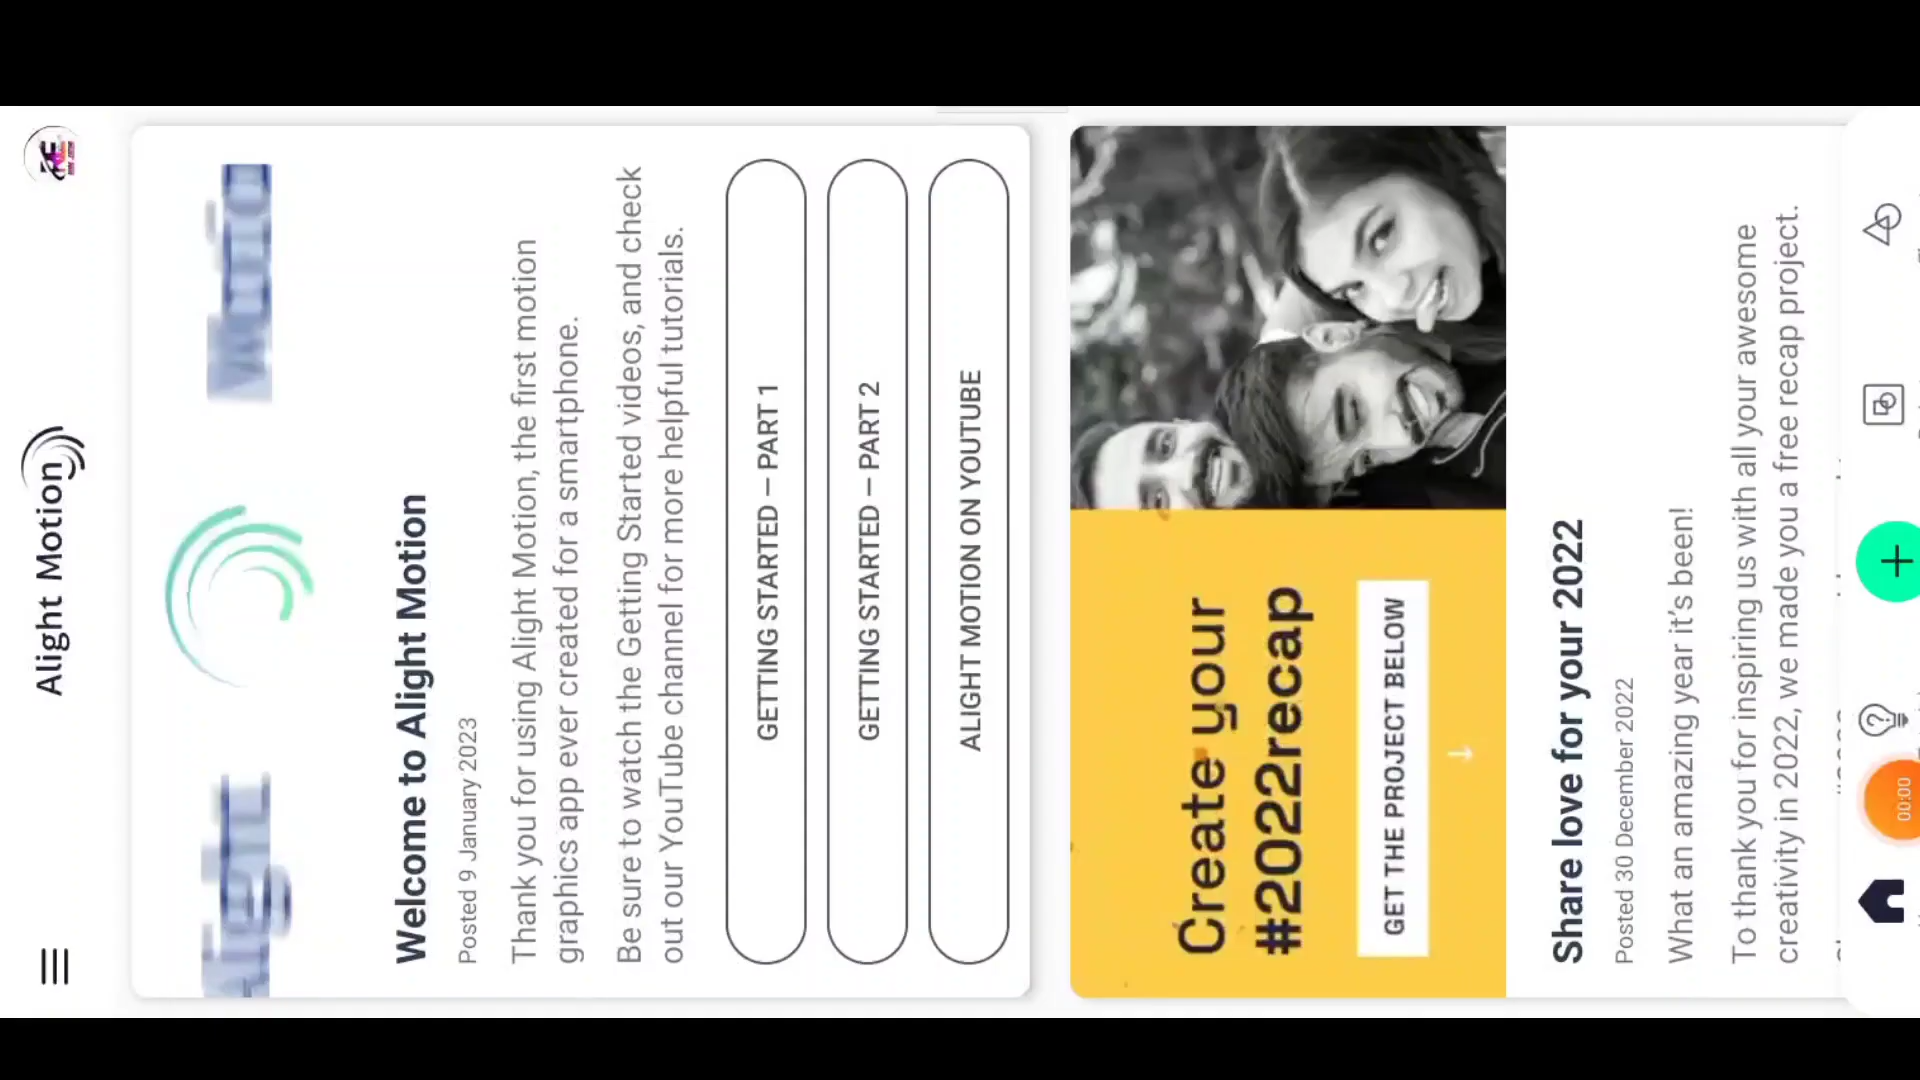 Alight Motion
Welcome to Alight Motion
Posted 9 January 2023
Thank you for using Alight Motion, the first motion
graphics app ever created for a smartphone.
Be sure to watch the Getting Started videos, and check
out our YouTube channel for more helpful tutorials.
GETTING STARTED – PART 1
GETTING STARTED – PART 2
ALIGHT MOTION ON YOUTUBE
Create your
#2022recap
GET THE PROJECT BELOW
Share love for your 2022
Posted 30 December 2022
What an amazing year it's been!
To thank you for inspiring us with all your awesome
creativity in 2022, we made you a free recap project.
00:00